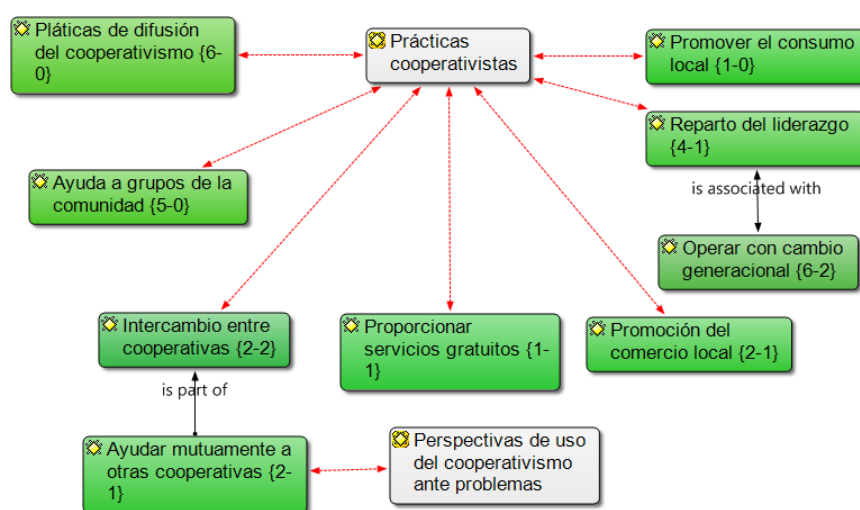 Pláticas de difusión
del cooperativismo {6-
0}
Prácticas
cooperativistas
Promover el consumo
local {1-0}
Reparto del liderazgo
{4-1}
Ayuda a grupos de la
comunidad {5-0}
is associated with
Operar con cambio
generacional {6-2}
Intercambio entre
cooperativas {2-2}
Proporcionar
servicios gratuitos {1-
1}
Promoción del
comercio local {2-1}
is part of
Ayudar mutuamente a
otras cooperativas {2-
1}
Perspectivas de uso
del cooperativismo
ante problemas